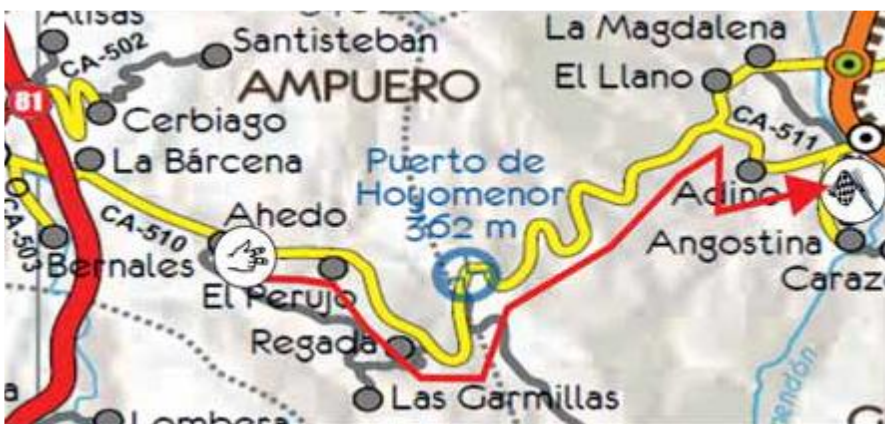 Alisas
CA-502
Santisteban
La Magdalena
AMPUERO
El Llano
81
Cerbiago
CA-511
La Bárcena
Puerto de
Hoyomenor
362 m
Adino
CA-510
Ahedo
CA-503
Bernales
Angostina
El Perujo
Regada
Las Garmillas